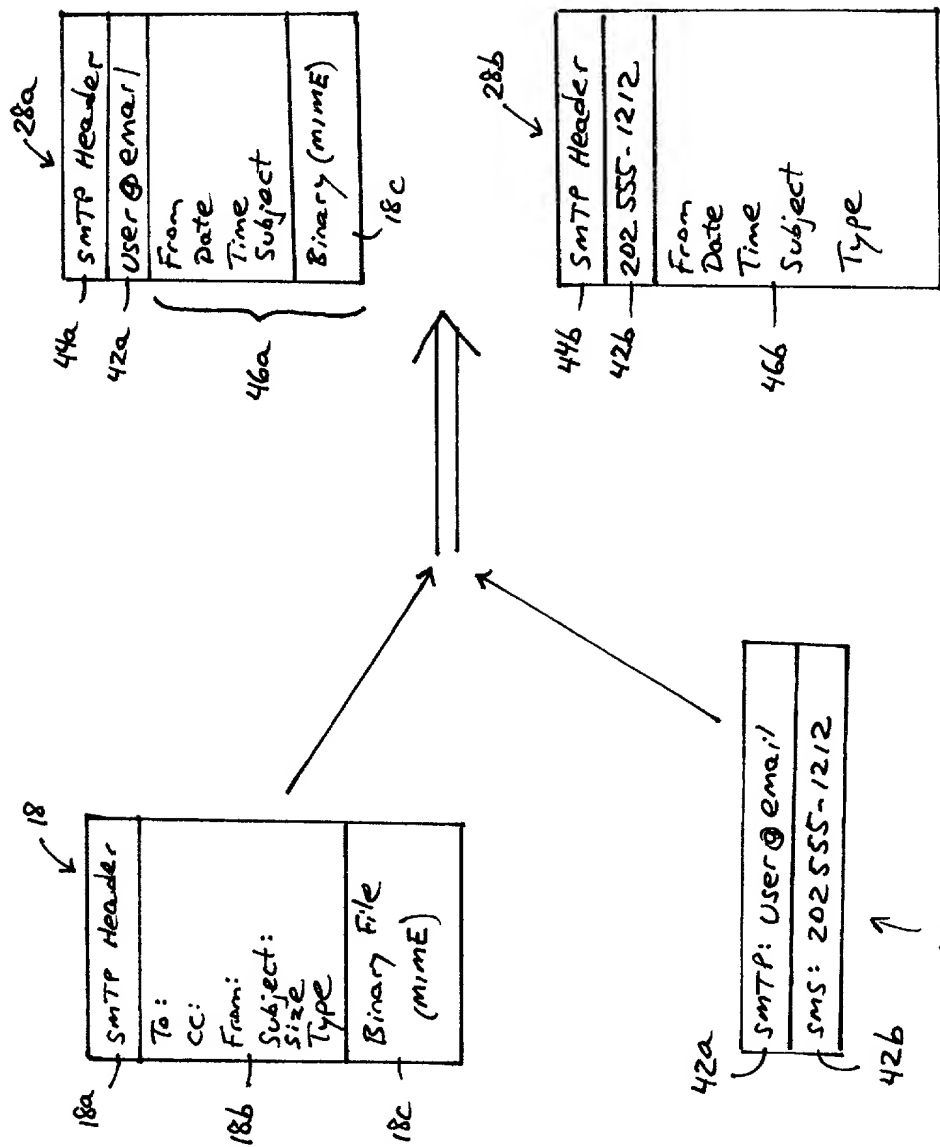 18
18a
SMTP Header
To:
CC:
From:
Subject:
Size
Type
18b
Binary File
(MIME)
18c
42a
SMTP: User@email
SMS: 202 555-1212
42b
28a
44a
SMTP Header
42a
User@email
From
Date
Time
Subject
46a
Binary (MIME)
18c
28b
44b
SMTP Header
42b
202 555-1212
From
Date
Time
Subject
46b
Type